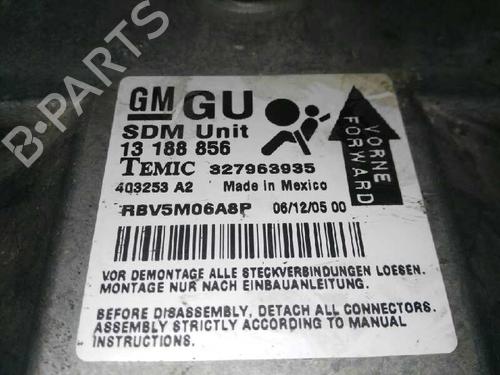 B-PARTS
GM GU
SDM Unit
13 188 856
TEMIC 327963935
403253 A2 Made in Mexico
RBV5M06A8P 06/12/05 00
VORNE
FORWARD
VOR DEMONTAGE ALLE STECKVERBINDUNGEN LOESEN.
MONTAGE NUR NACH EINBAUANLEITUNG.
BEFORE DISASSEMBLY, DETACH ALL CONNECTORS.
ASSEMBLY STRICTLY ACCORDING TO MANUAL
INSTRUCTIONS.